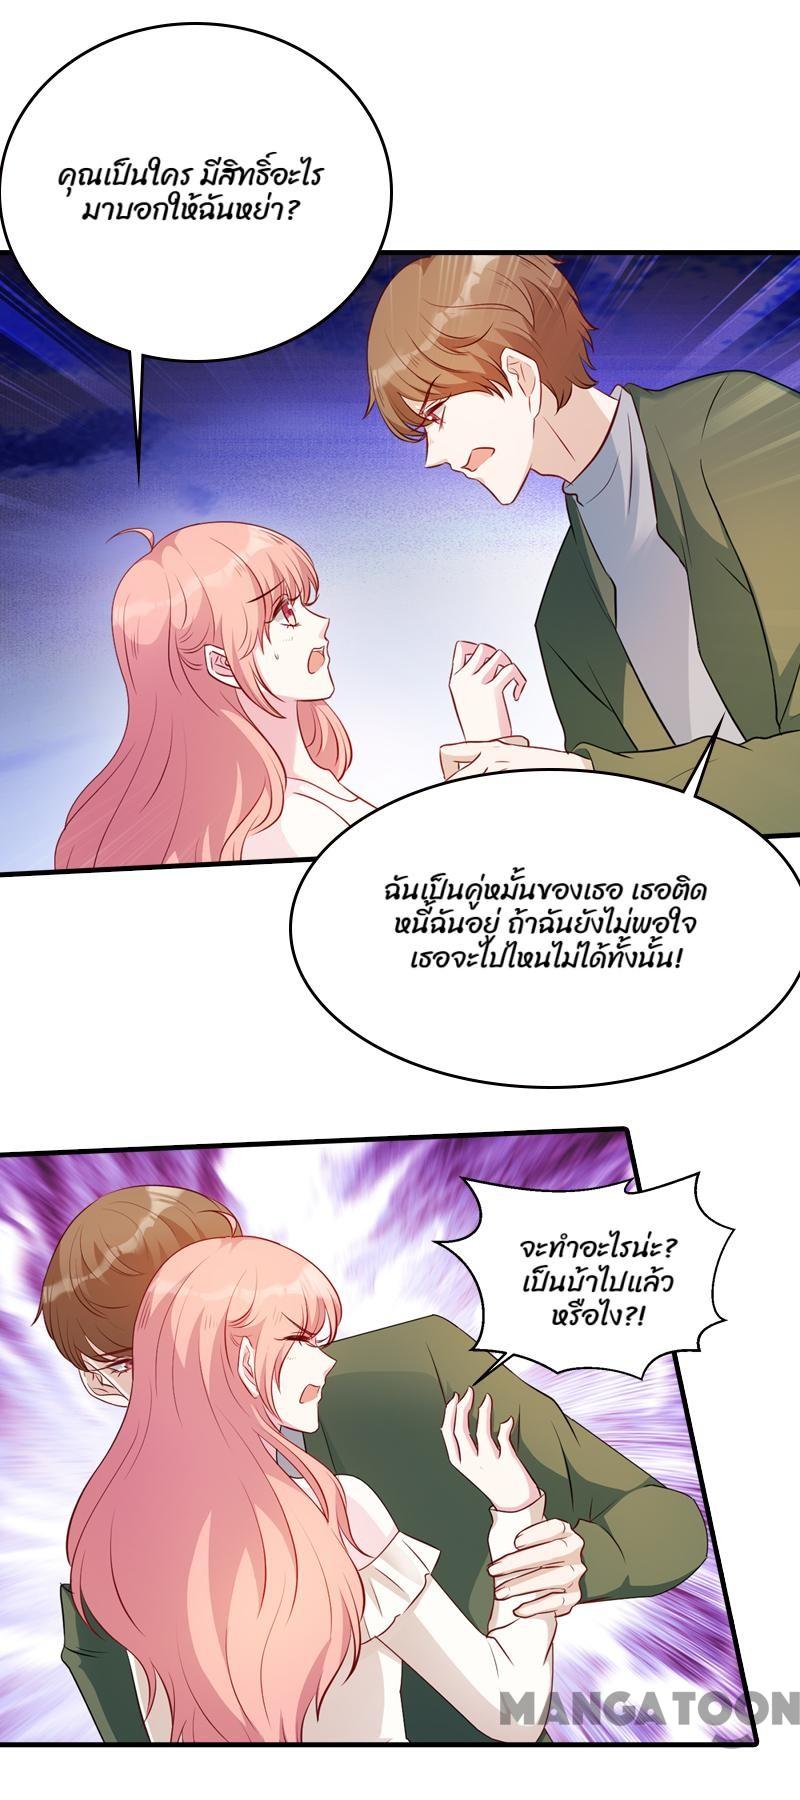 คุณเป็นใคร มีสิทธิ์อะไร
มาบอกให้ฉันหย่า?
ฉันเป็นคู่หมั้นของเธอ เธอติด
หนี้ฉันอยู่ ถ้าฉันยังไม่พอใจ
เธอจะไปไหนไม่ได้ทั้งนั้น!
จะทำอะไรน่ะ?
เป็นบ้าไปแล้ว
หรือไง?!
MANGATOON